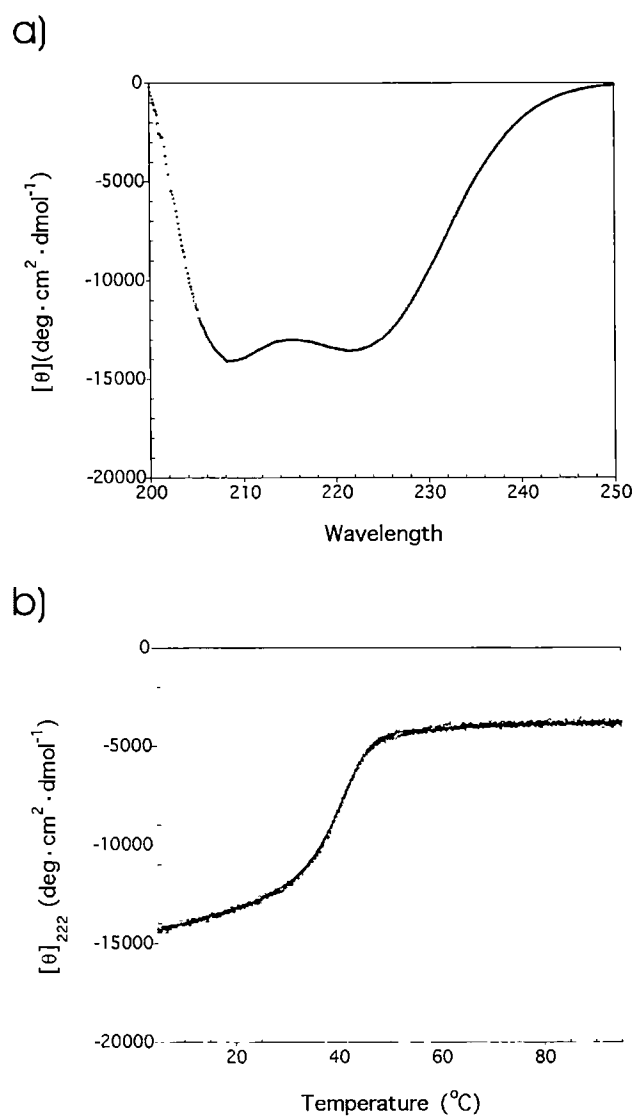 a)
0
-5000
-10000
-15000
-20000
[θ](deg·cm²·dmol⁻¹)
200 210 220 230 240 250
Wavelength
b)
0
-5000
-10000
-15000
-20000
[θ]₂₂₂ (deg·cm²·dmol⁻¹)
20 40 60 80
Temperature (°C)